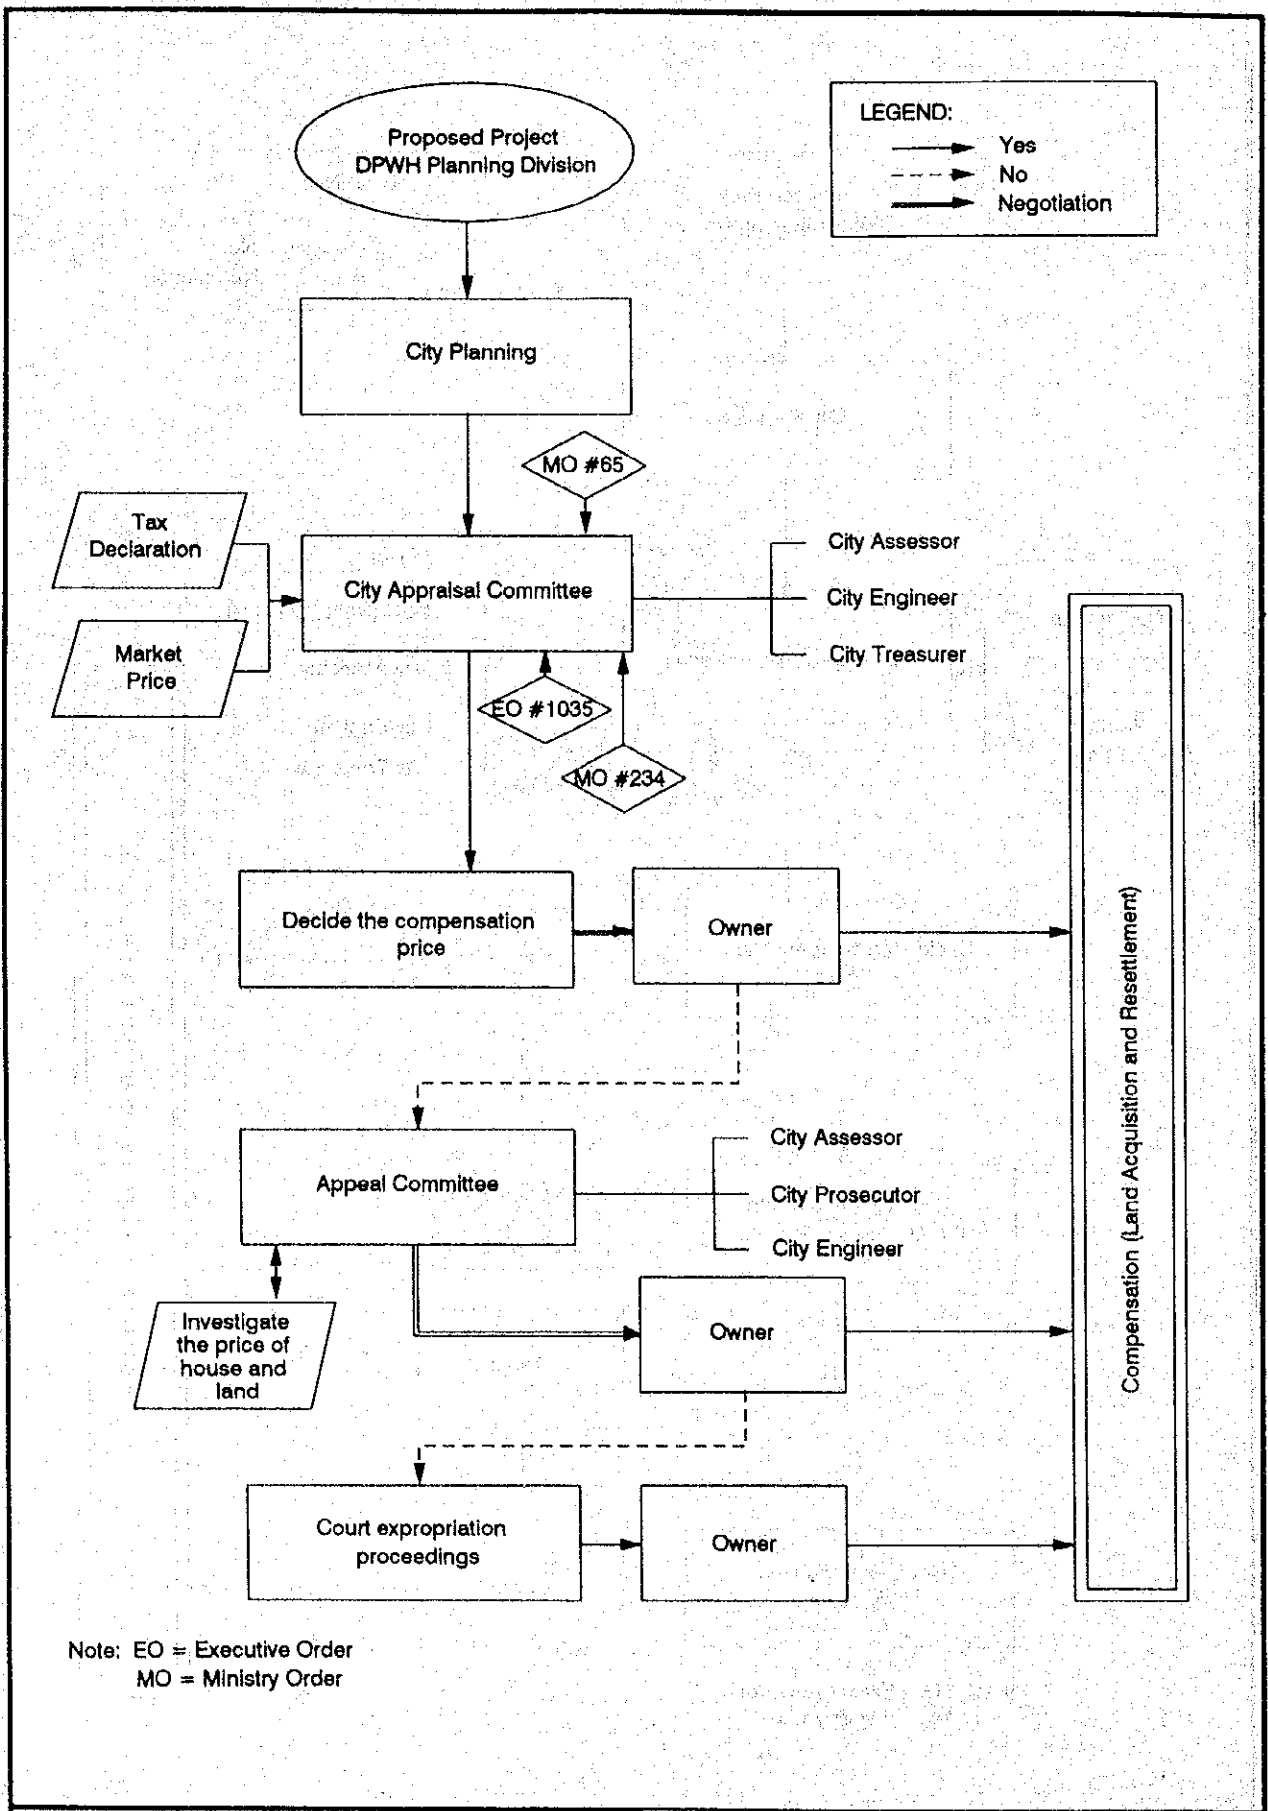 Proposed Project
DPWH Planning Division
LEGEND:
Yes
No
Negotiation
City Planning
MO #65
Tax
Declaration
City Appraisal Committee
City Assessor
City Engineer
City Treasurer
Market
Price
EO #1035
MO #234
Decide the compensation
price
Owner
Compensation (Land Acquisition and Resettlement)
Appeal Committee
City Assessor
City Prosecutor
City Engineer
Investigate
the price of
house and
land
Owner
Court expropriation
proceedings
Owner
Note: EO = Executive Order
MO = Ministry Order